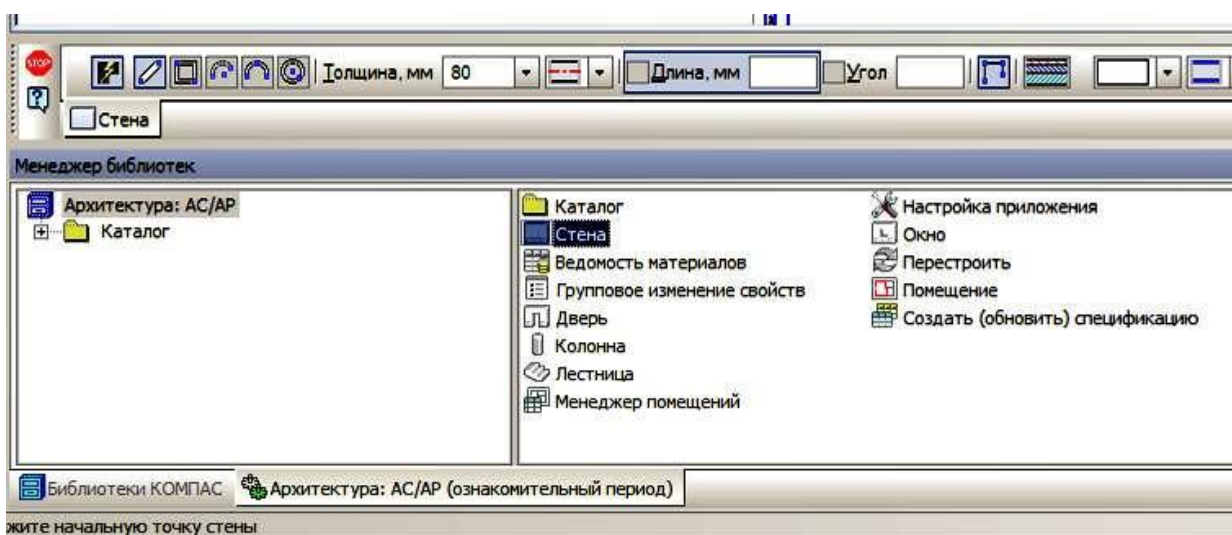 STOP
Толщина, мм 80 Длина, мм Угол
Стена
Менеджер библиотек
Архитектура: АС/АР
Каталог
Каталог
Стена
Ведомость материалов
Групповое изменение свойств
Дверь
Колонна
Лестница
Менеджер помещений
Настройка приложения
Окно
Перестроить
Помещение
Создать (обновить) спецификацию
Библиотеки КОМПАС Архитектура: АС/АР (ознакомительный период)
жите начальную точку стены